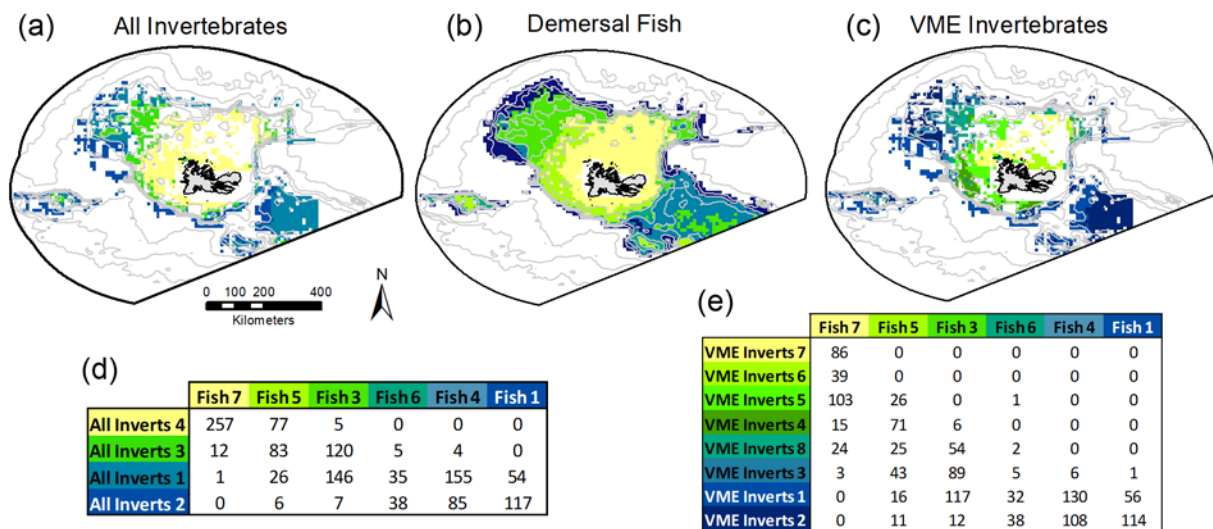 (a) All Invertebrates
(b) Demersal Fish
(c) VME Invertebrates
0 100 200 400
Kilometers
N
(d)
Fish 7 Fish 5 Fish 3 Fish 6 Fish 4 Fish 1
All Inverts 4 257 77 5 0 0 0
All Inverts 3 12 83 120 5 4 0
All Inverts 1 1 26 146 35 155 54
All Inverts 2 0 6 7 38 85 117
(e)
Fish 7 Fish 5 Fish 3 Fish 6 Fish 4 Fish 1
VME Inverts 7 86 0 0 0 0 0
VME Inverts 6 39 0 0 0 0 0
VME Inverts 5 103 26 0 1 0 0
VME Inverts 4 15 71 6 0 0 0
VME Inverts 8 24 25 54 2 0 0
VME Inverts 3 3 43 89 5 6 1
VME Inverts 1 0 16 117 32 130 56
VME Inverts 2 0 11 12 38 108 114